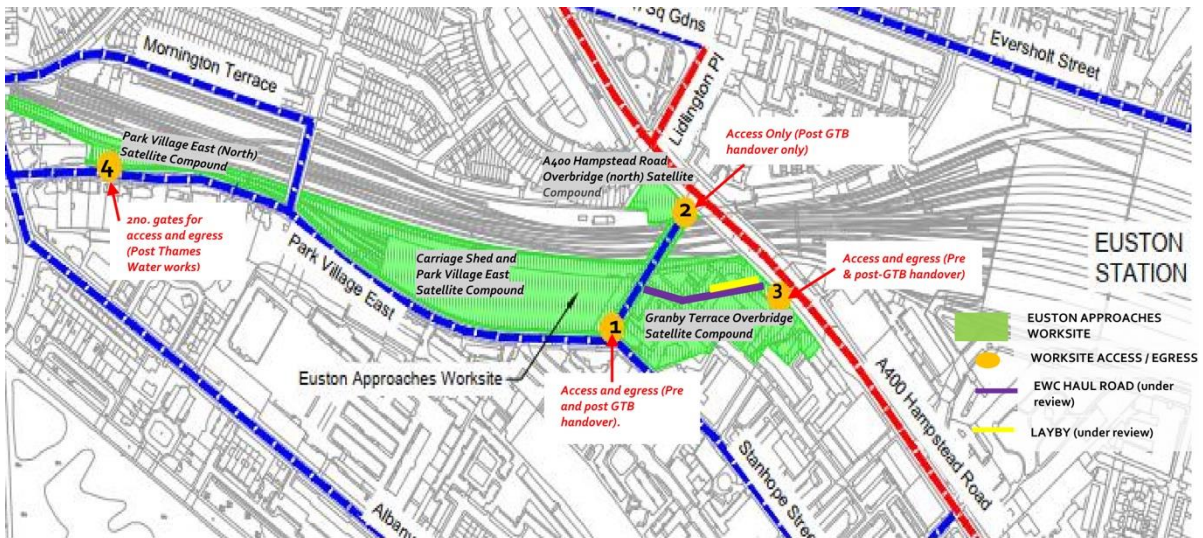 Sq Gdns
Mornington Terrace
Lidlington Pl
Eversholt Street
Access Only (Post GTB
handover only)
Park Village East (North)
Satellite Compound
4
A400 Hampstead Road
Overbridge (north) Satellite
Compound
2
2no. gates for
access and egress
(Post Thames
Water works)
Park Village East
Carriage Shed and
Park Village East
Satellite Compound
3
Access and egress (Pre
& post-GTB handover)
EUSTON
STATION
Granby Terrace Overbridge
Satellite Compound
1
Euston Approaches Worksite
Access and egress (Pre
and post GTB
handover).
A400 Hampstead Road
Stanhope Stree
Albany
EUSTON APPROACHES
WORKSITE
WORKSITE ACCESS / EGRESS
EWC HAUL ROAD (under
review)
LAYBY (under review)